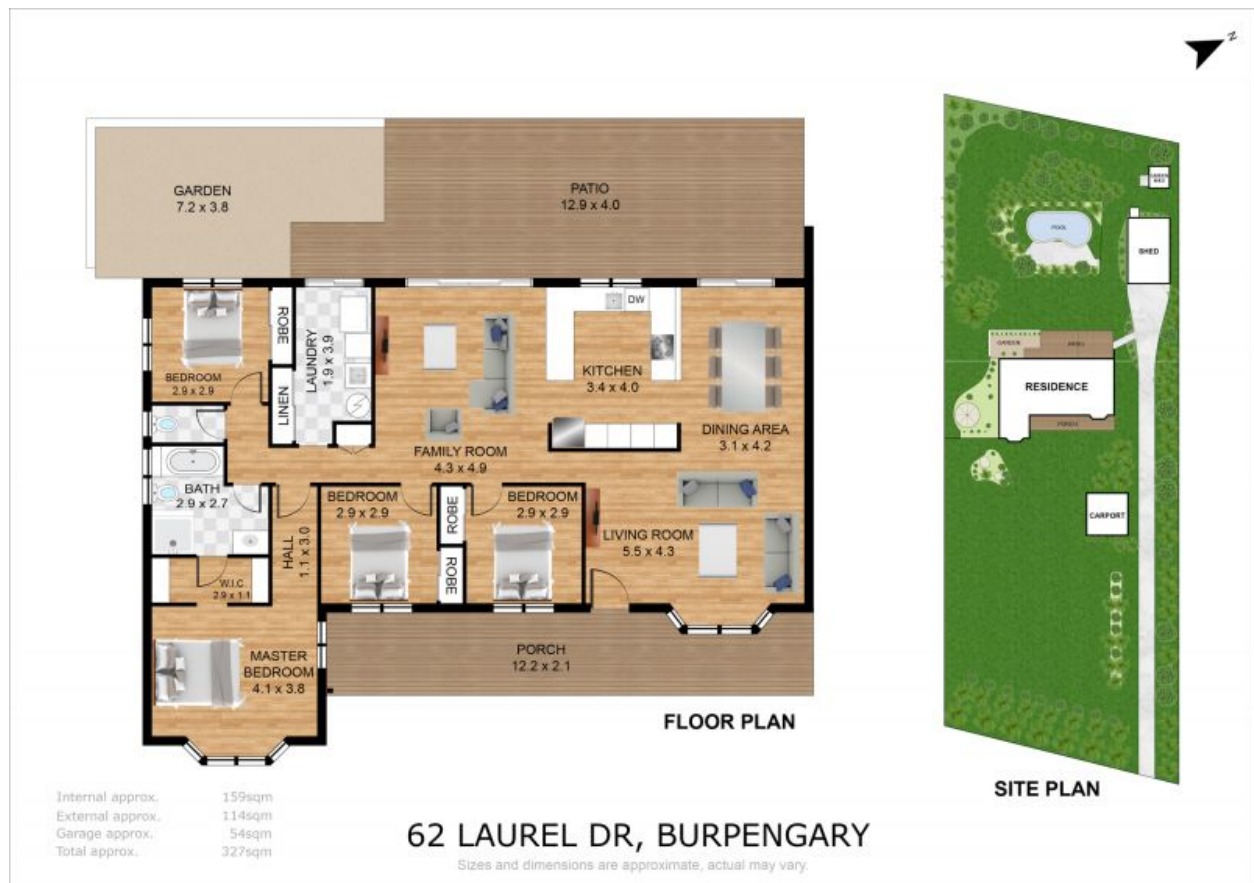 N
GARDEN
7.2 x 3.8
PATIO
12.9 x 4.0
BEDROOM
2.9 x 2.9
ROBE
LINEN
LAUNDRY
1.9 x 3.9
DW
KITCHEN
3.4 x 4.0
DINING AREA
3.1 x 4.2
FAMILY ROOM
4.3 x 4.9
BATH
2.9 x 2.7
HALL
1.1 x 3.0
BEDROOM
2.9 x 2.9
ROBE
ROBE
BEDROOM
2.9 x 2.9
LIVING ROOM
5.5 x 4.3
W.I.C
2.9 x 1.1
MASTER
BEDROOM
4.1 x 3.8
PORCH
12.2 x 2.1
FLOOR PLAN
POOL
SHED
GARDEN
RESIDENCE
PORCH
CARPORT
SITE PLAN
Internal approx. 159sqm
External approx. 114sqm
Garage approx. 54sqm
Total approx. 327sqm
62 LAUREL DR, BURPENGARY
Sizes and dimensions are approximate, actual may vary.